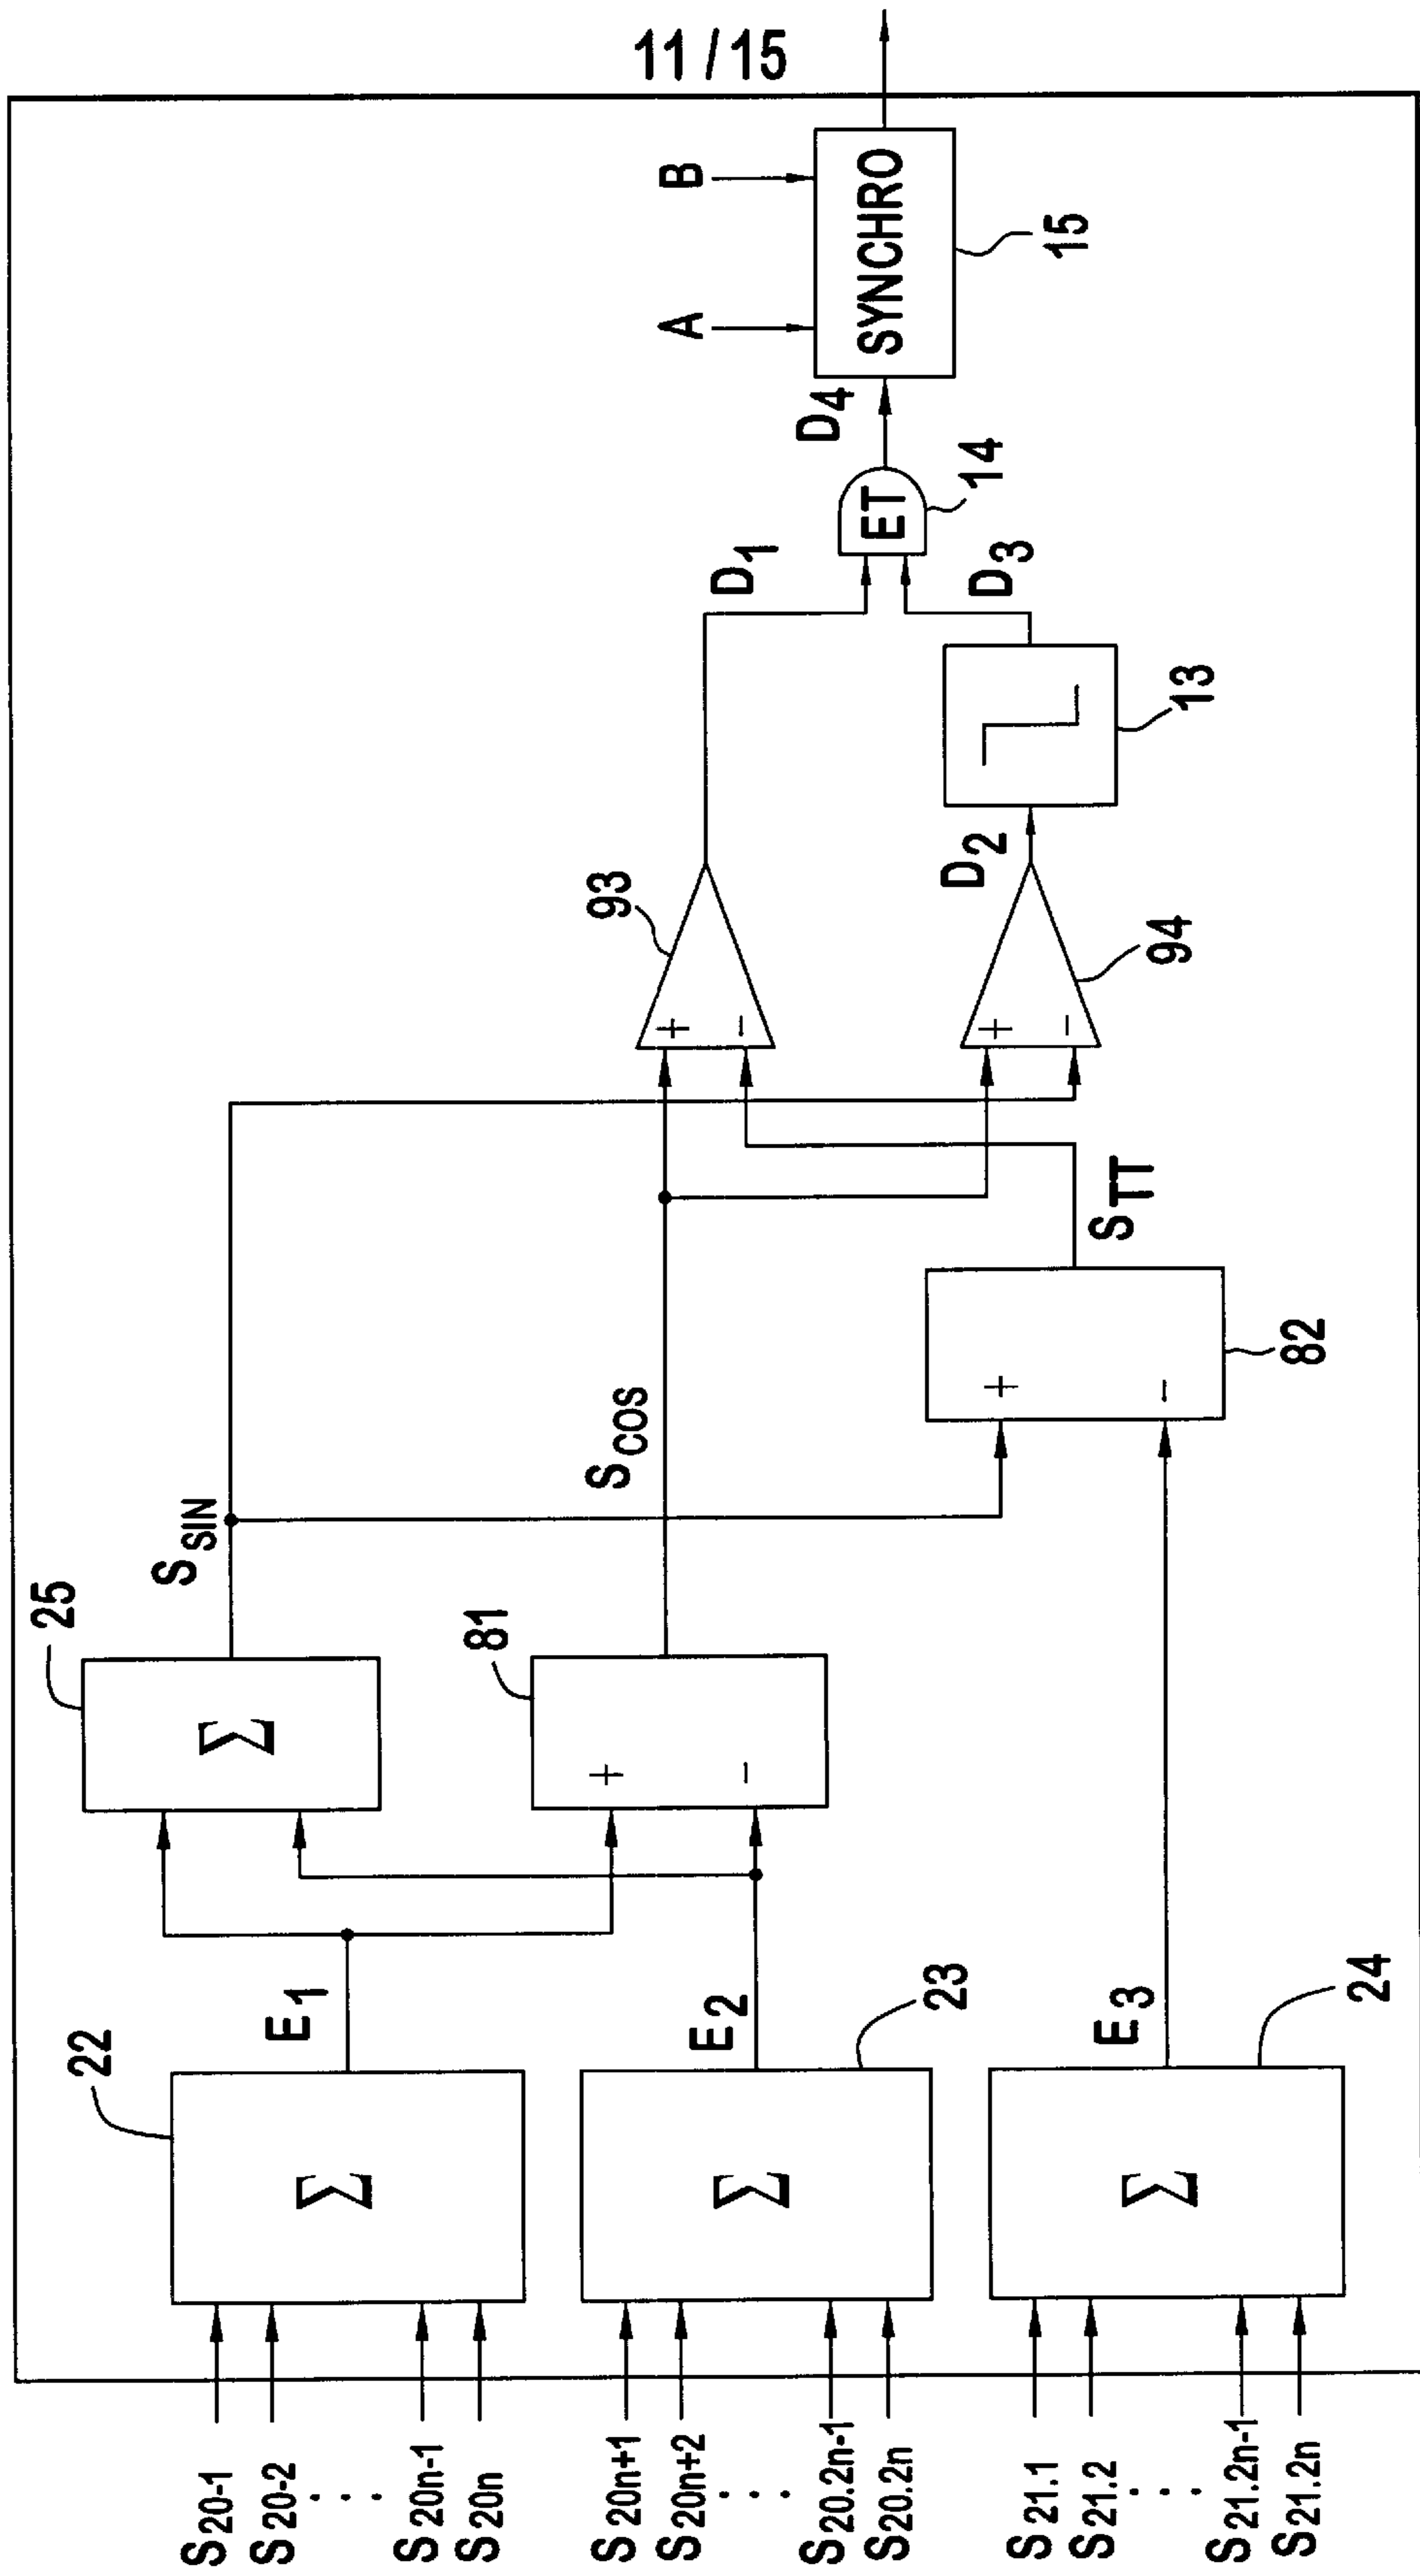 11/15
S20-1
S20-2
S20n-1
S20n
S20n+1
S20n+2
S20.2n-1
S20.2n
S21.1
S21.2
S21.2n-1
S21.2n
22
Σ
E1
23
Σ
E2
24
Σ
E3
25
Σ
SSIN
81
+
-
SCOS
82
+
-
STT
93
+
-
D1
94
+
-
D2
13
D3
ET
14
D4
A
B
SYNCHRO
15